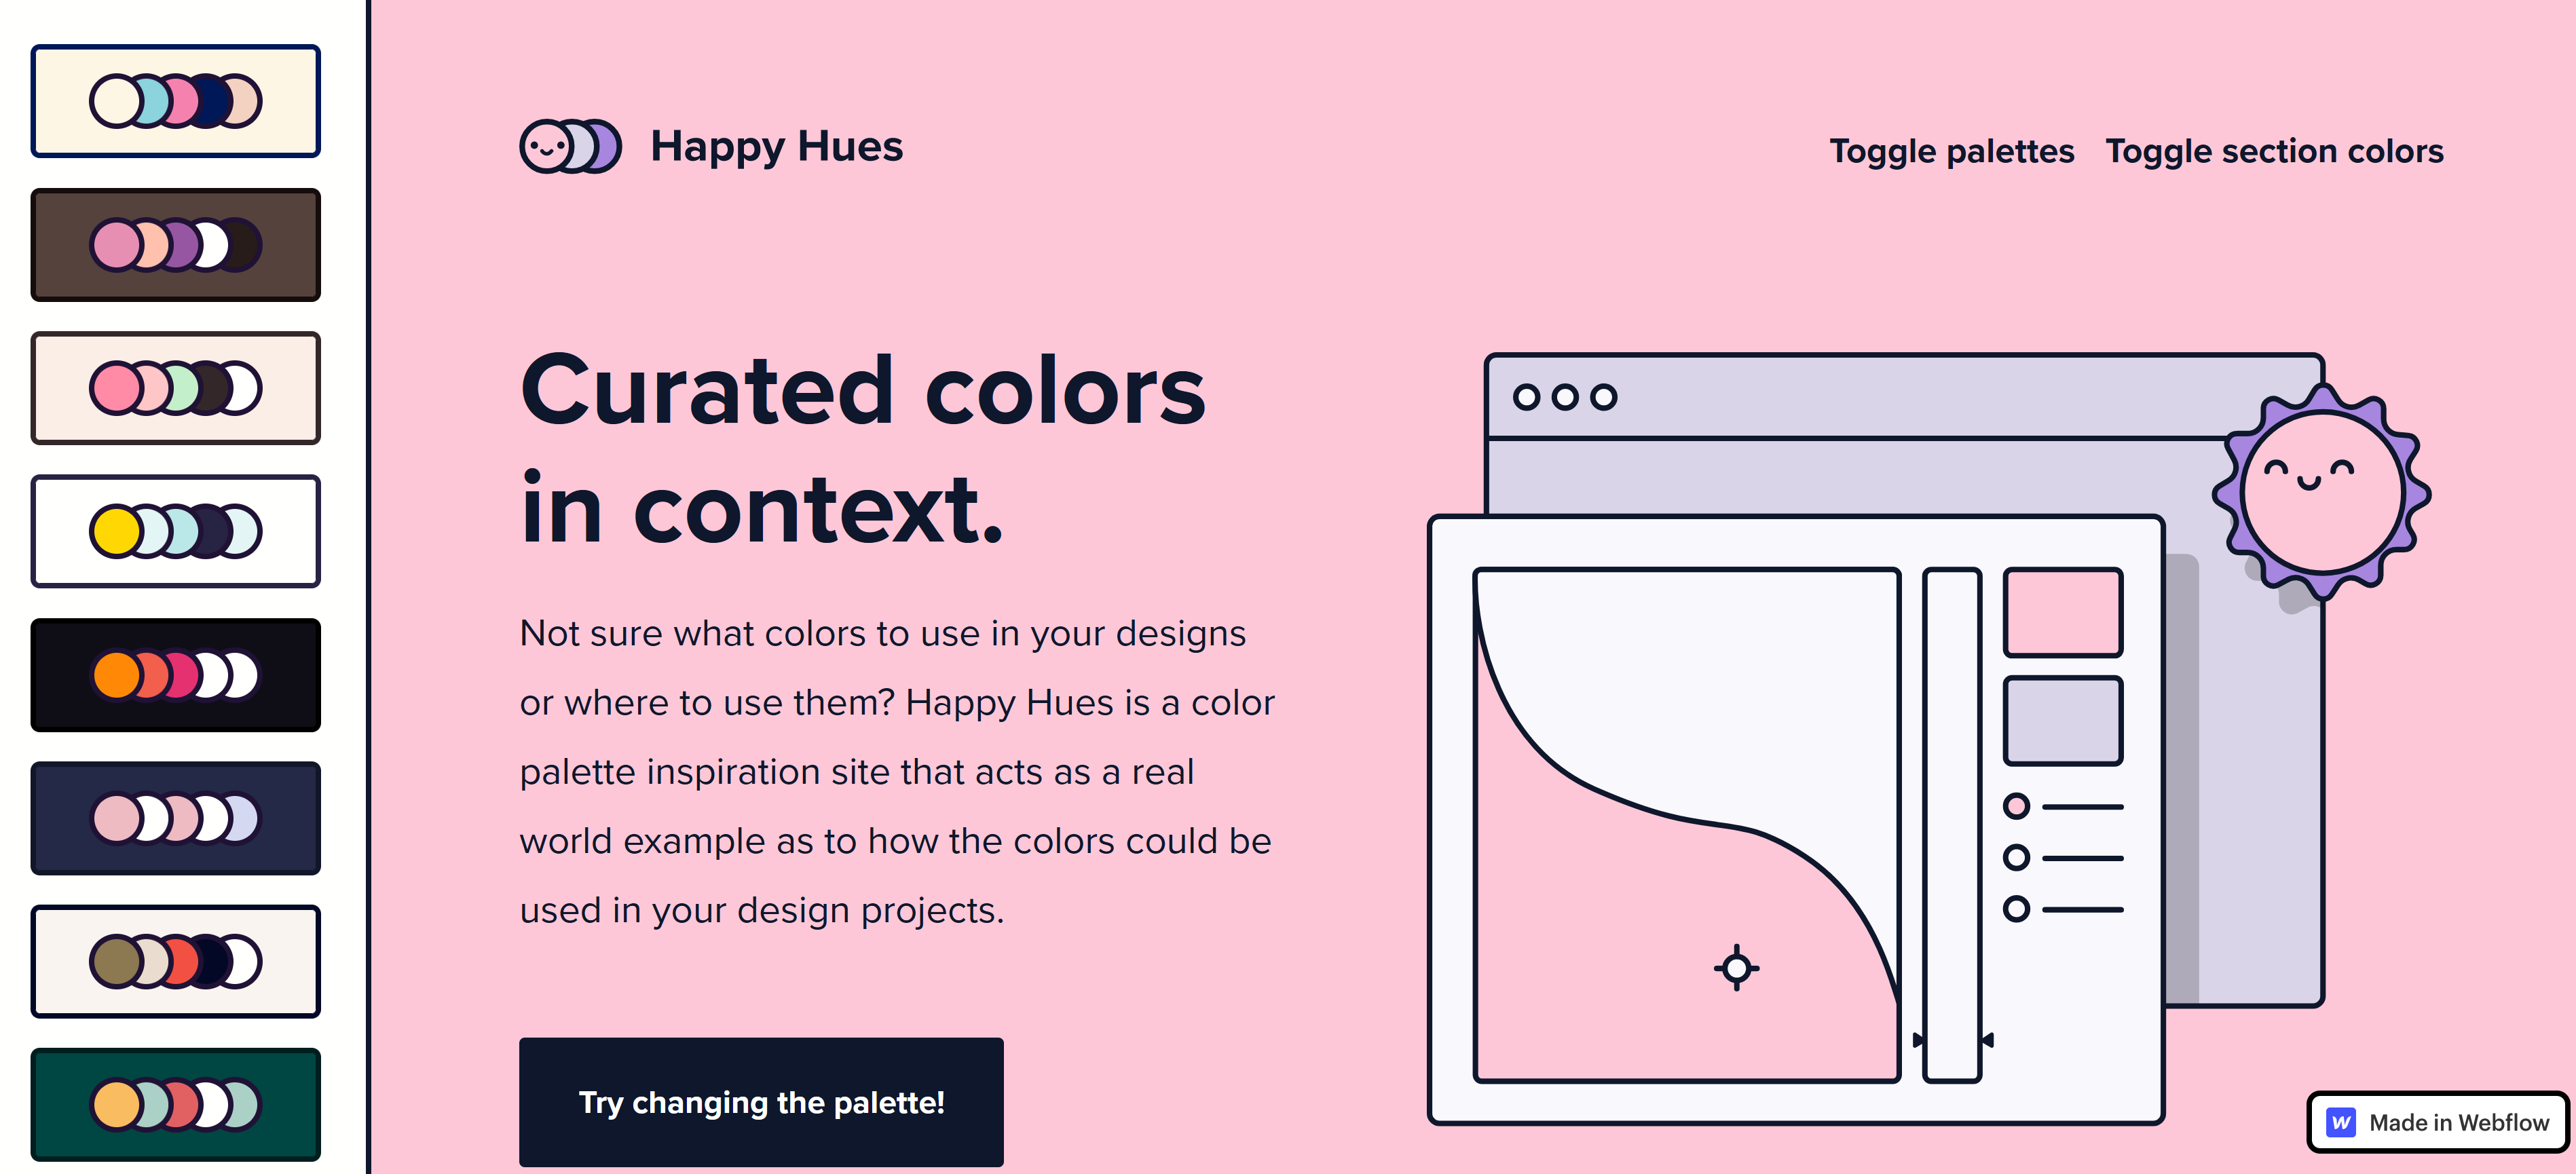 Happy Hues
Toggle palettes
Toggle section colors
Curated colors
in context.
Not sure what colors to use in your designs
or where to use them? Happy Hues is a color
palette inspiration site that acts as a real
world example as to how the colors could be
used in your design projects.
Try changing the palette!
Made in Webflow